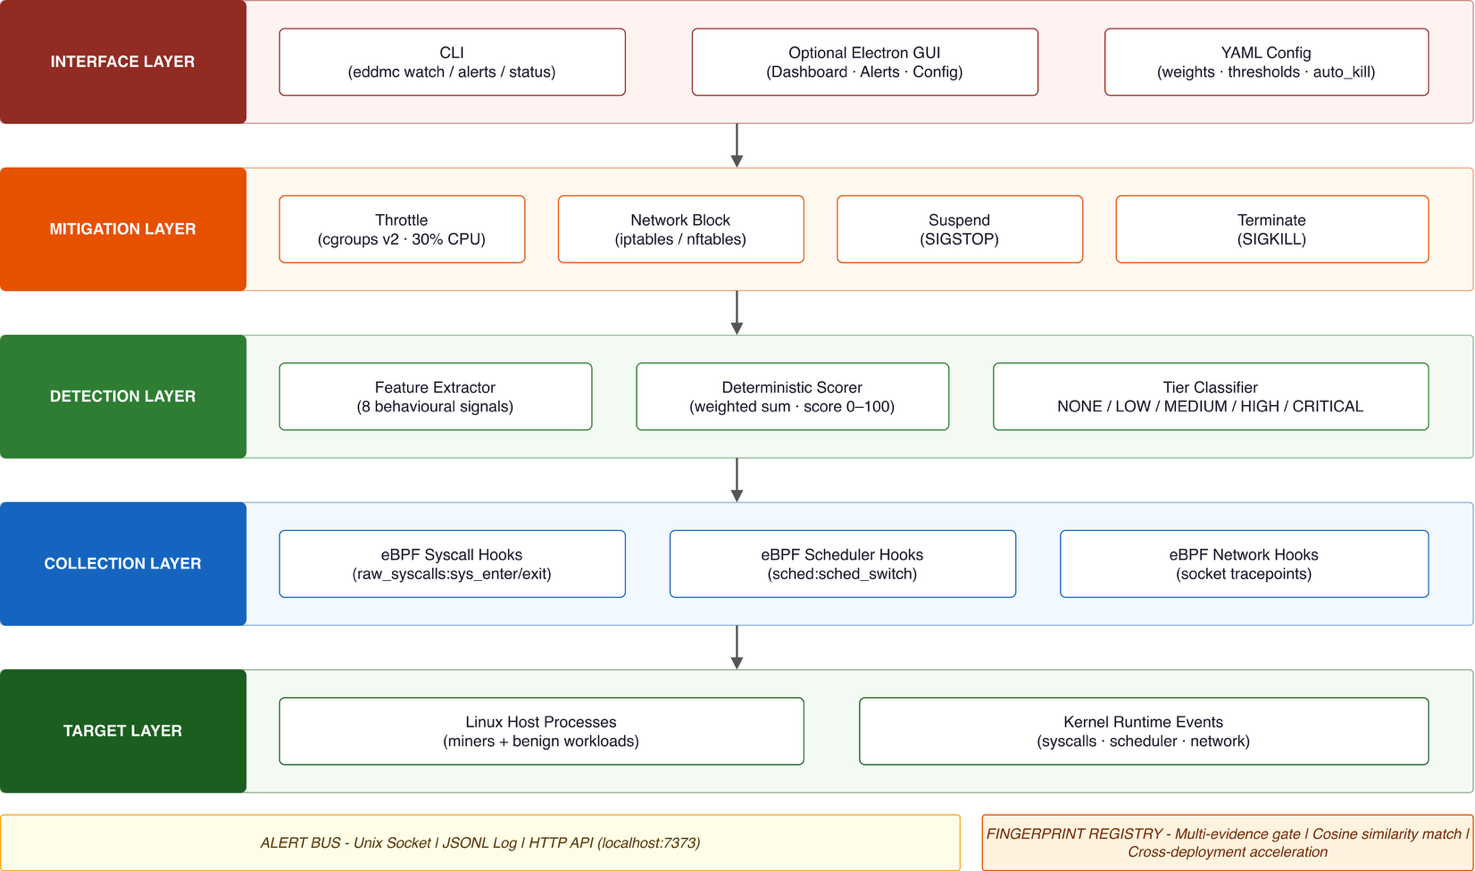 INTERFACE LAYER
CLI
(eddmc watch / alerts / status)
Optional Electron GUI
(Dashboard · Alerts · Config)
YAML Config
(weights · thresholds · auto_kill)
MITIGATION LAYER
Throttle
(cgroups v2 · 30% CPU)
Network Block
(iptables / nftables)
Suspend
(SIGSTOP)
Terminate
(SIGKILL)
DETECTION LAYER
Feature Extractor
(8 behavioural signals)
Deterministic Scorer
(weighted sum · score 0–100)
Tier Classifier
NONE / LOW / MEDIUM / HIGH / CRITICAL
COLLECTION LAYER
eBPF Syscall Hooks
(raw_syscalls:sys_enter/exit)
eBPF Scheduler Hooks
(sched:sched_switch)
eBPF Network Hooks
(socket tracepoints)
TARGET LAYER
Linux Host Processes
(miners + benign workloads)
Kernel Runtime Events
(syscalls · scheduler · network)
ALERT BUS - Unix Socket | JSONL Log | HTTP API (localhost:7373)
FINGERPRINT REGISTRY - Multi-evidence gate | Cosine similarity match |
Cross-deployment acceleration